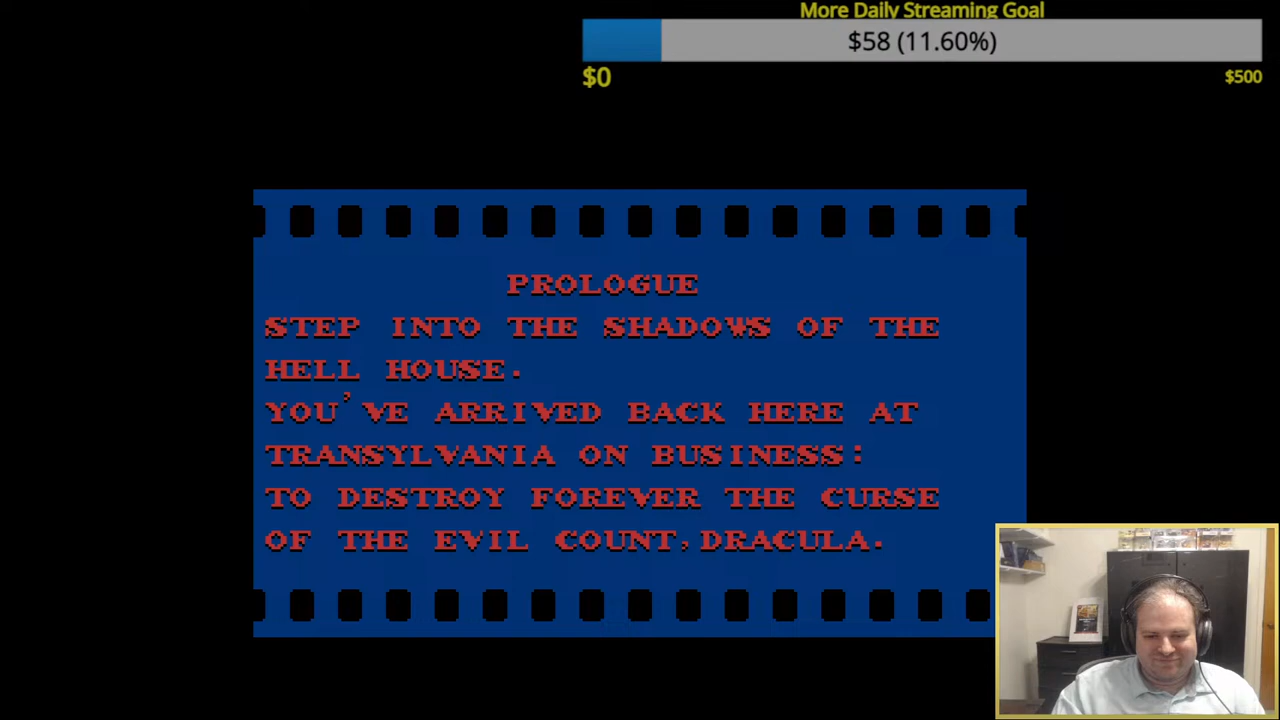 More Daily Streaming Goal
$58 (11.60%)
$0
$500
PROLOGUE
STEP INTO THE SHADOWS OF THE
HELL HOUSE.
YOU'VE ARRIVED BACK HERE AT
TRANSYLVANIA ON BUSINESS:
TO DESTROY FOREVER THE CURSE
OF THE EVIL COUNT,DRACULA.